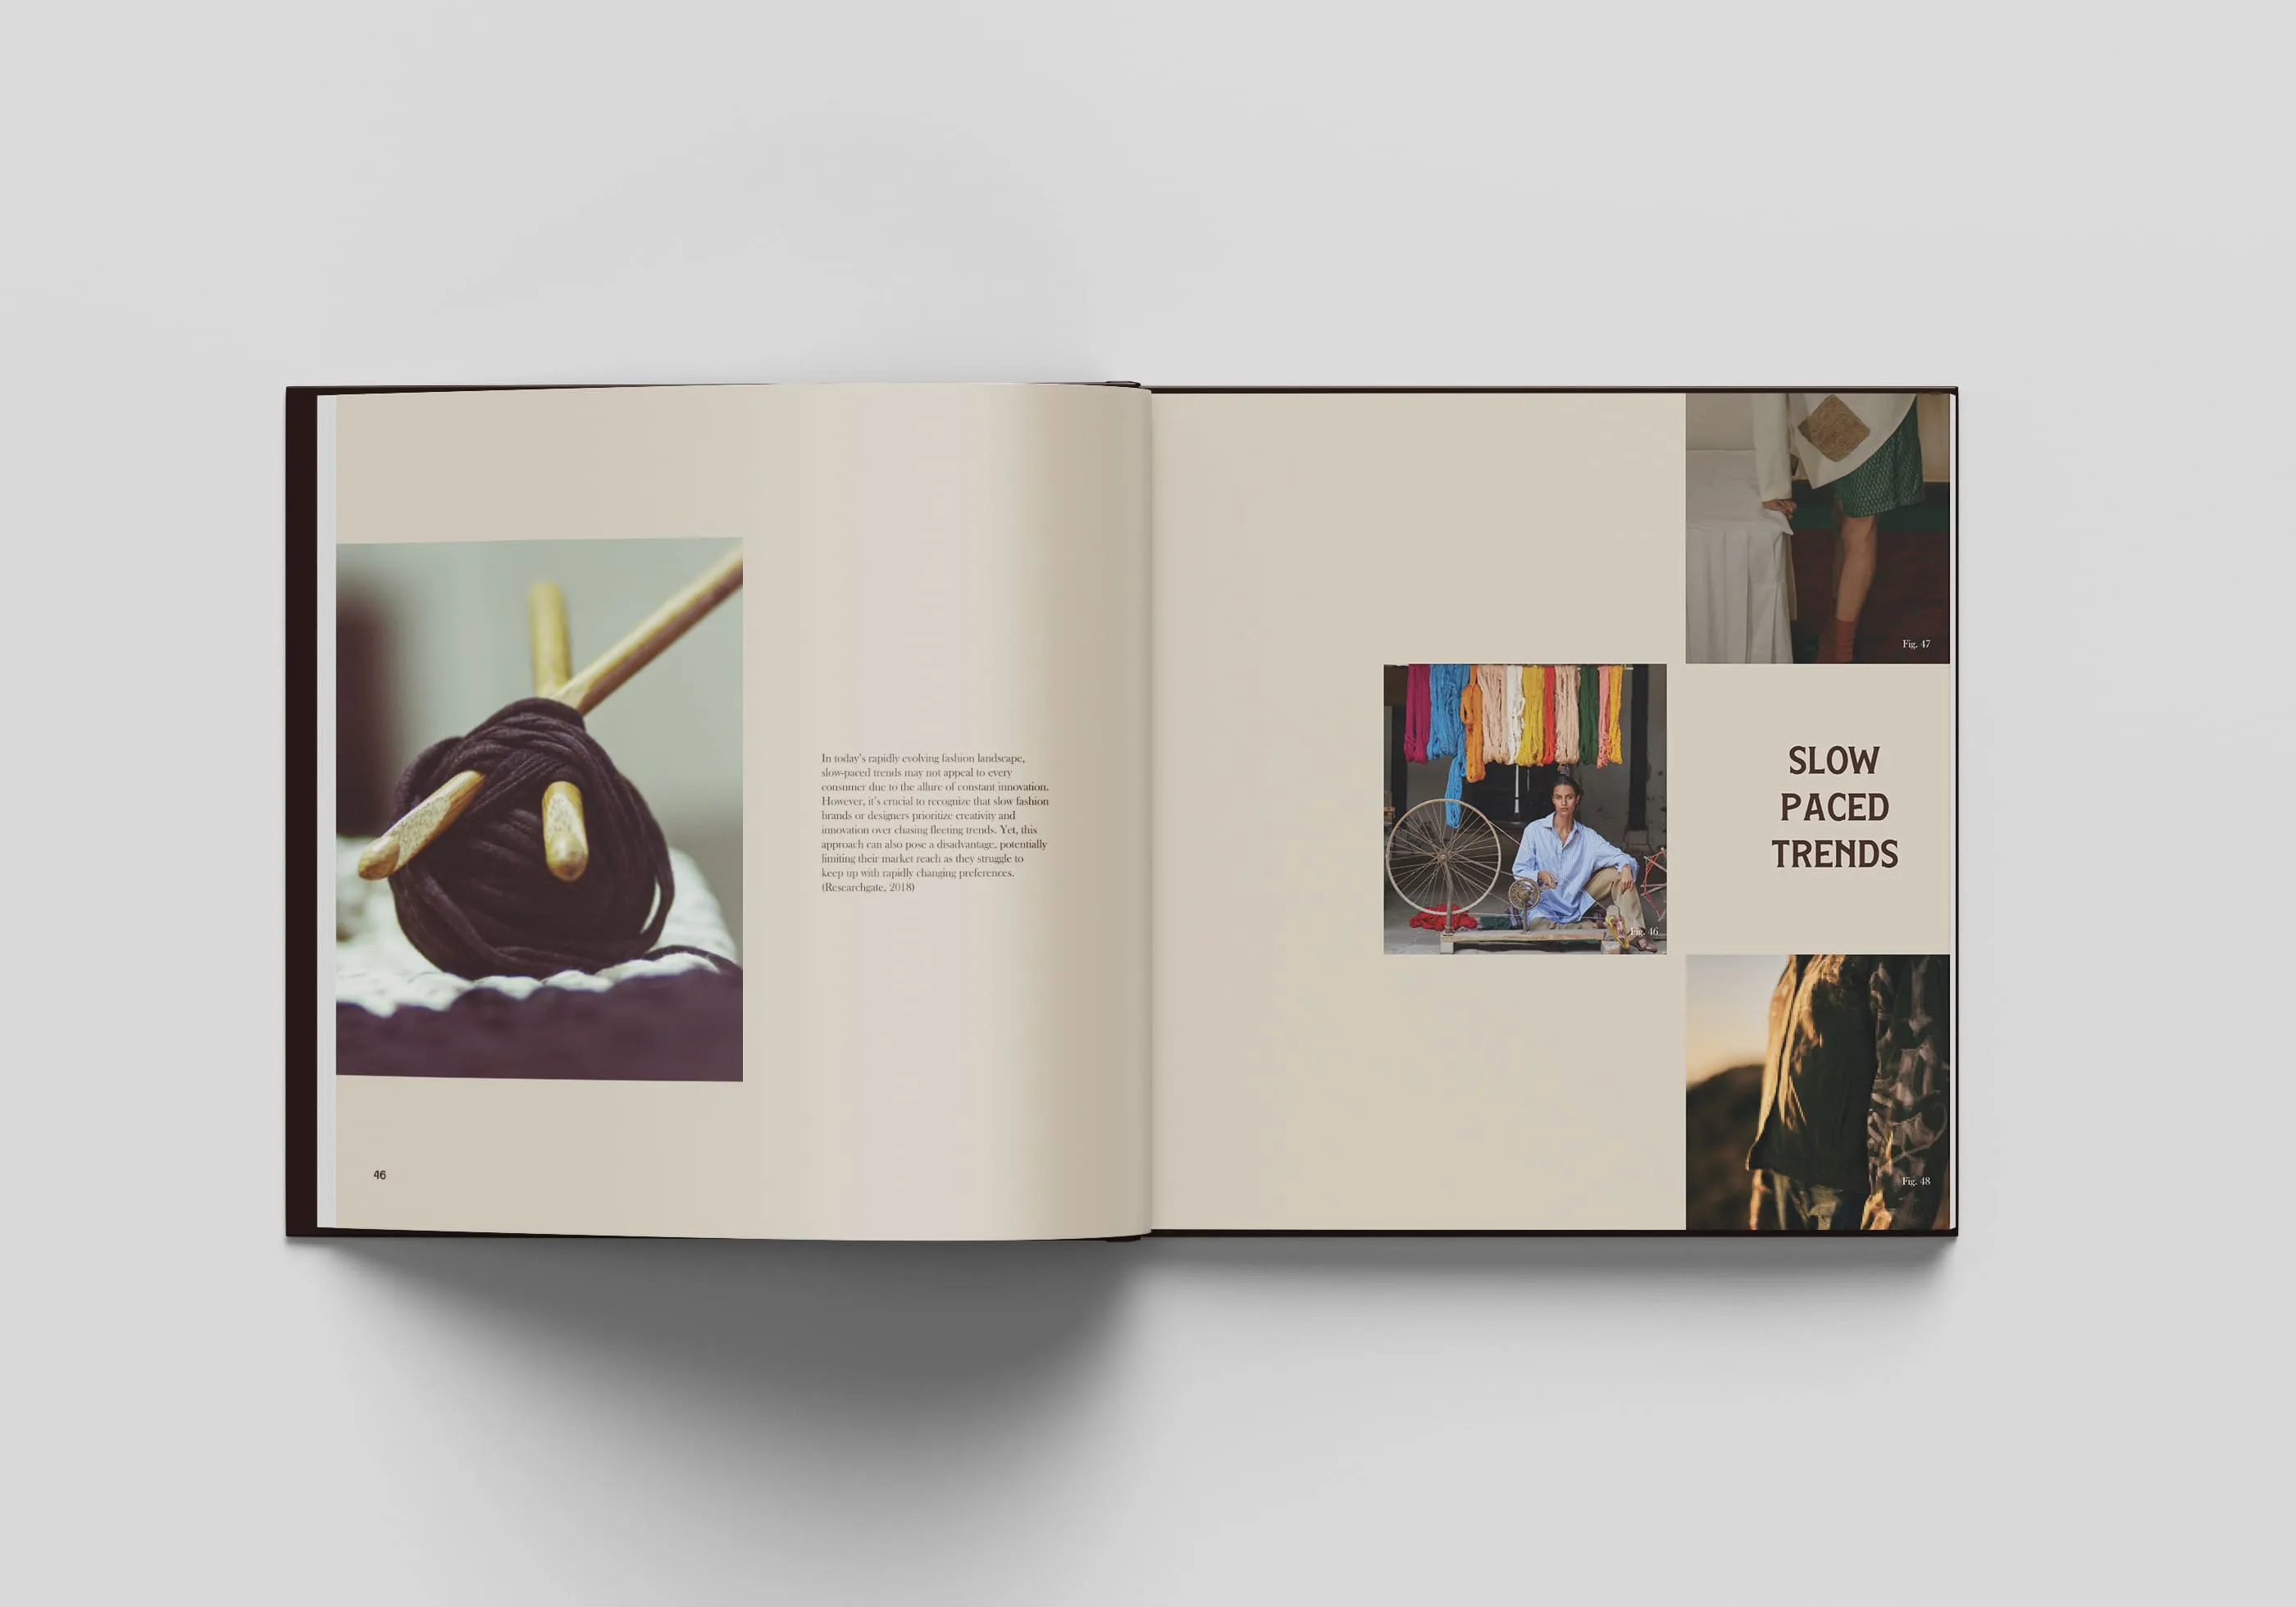 In today's rapidly evolving fashion landscape,
slow-paced trends may not appeal to every
consumer due to the allure of constant innovation.
However, it's crucial to recognize that slow fashion
brands or designers prioritize creativity and
innovation over chasing fleeting trends. Yet, this
approach can also pose a disadvantage, potentially
limiting their market reach as they struggle to
keep up with rapidly changing preferences.
(Researchgate, 2018)
46
Fig. 47
Fig. 46
SLOW
PACED
TRENDS
Fig. 48